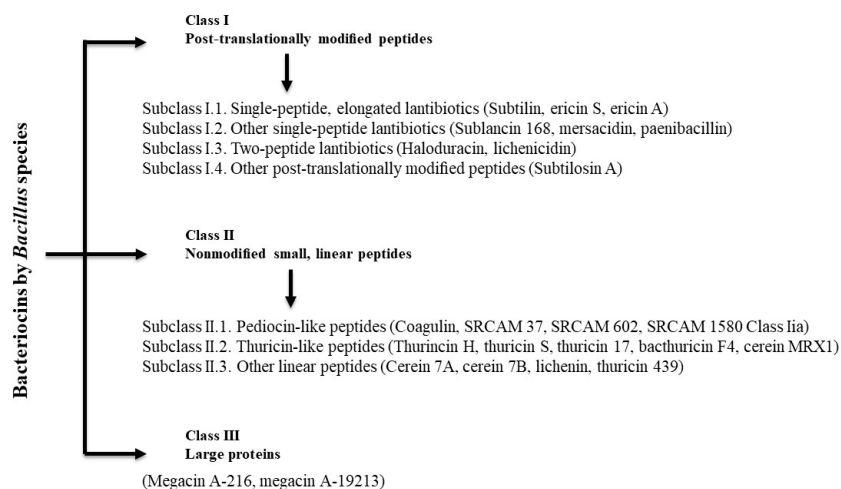 Bacteriocins by Bacillus species
Class I
Post-translationally modified peptides
Subclass I.1. Single-peptide, elongated lantibiotics (Subtilin, ericin S, ericin A)
Subclass I.2. Other single-peptide lantibiotics (Sublancin 168, mersacidin, paenibacillin)
Subclass I.3. Two-peptide lantibiotics (Haloduracin, lichenicidin)
Subclass I.4. Other post-translationally modified peptides (Subtilosin A)
Class II
Nonmodified small, linear peptides
Subclass II.1. Pediocin-like peptides (Coagulin, SRCAM 37, SRCAM 602, SRCAM 1580 Class Iia)
Subclass II.2. Thuricin-like peptides (Thurincin H, thuricin S, thuricin 17, bacthuricin F4, cerein MRX1)
Subclass II.3. Other linear peptides (Cerein 7A, cerein 7B, lichenin, thuricin 439)
Class III
Large proteins
(Megacin A-216, megacin A-19213)